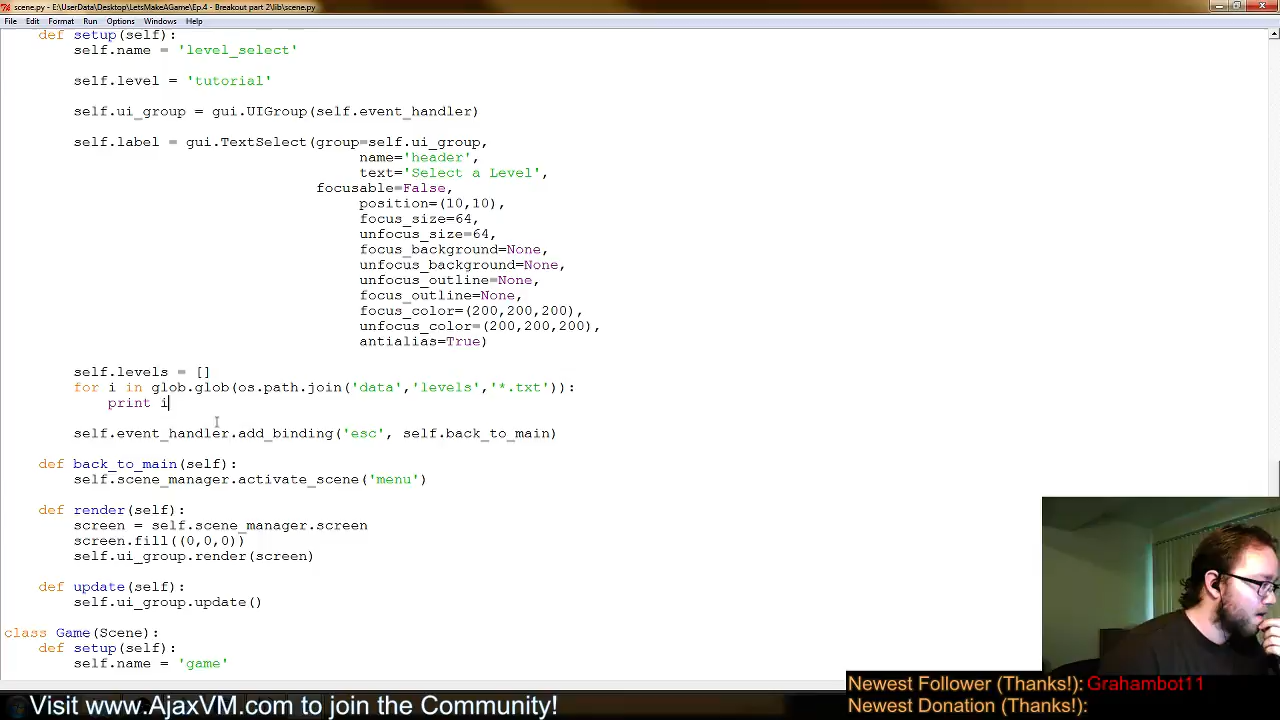 scene.py - E:\UserData\Desktop\LetsMakeAGame\Ep.4 - Breakout part 2\lib\scene.py
File Edit Format Run Options Windows Help
def setup(self):
self.name = 'level_select'
self.level = 'tutorial'
self.ui_group = gui.UIGroup(self.event_handler)
self.label = gui.TextSelect(group=self.ui_group,
name='header',
text='Select a Level',
focusable=False,
position=(10,10),
focus_size=64,
unfocus_size=64,
focus_background=None,
unfocus_background=None,
unfocus_outline=None,
focus_outline=None,
focus_color=(200,200,200),
unfocus_color=(200,200,200),
antialias=True)
self.levels = []
for i in glob.glob(os.path.join('data','levels','*.txt')):
print i
self.event_handler.add_binding('esc', self.back_to_main)
def back_to_main(self):
self.scene_manager.activate_scene('menu')
def render(self):
screen = self.scene_manager.screen
screen.fill((0,0,0))
self.ui_group.render(screen)
def update(self):
self.ui_group.update()
class Game(Scene):
def setup(self):
self.name = 'game'
Visit www.AjaxVM.com to join the Community!
Newest Follower (Thanks!): Grahambot11
Newest Donation (Thanks!):